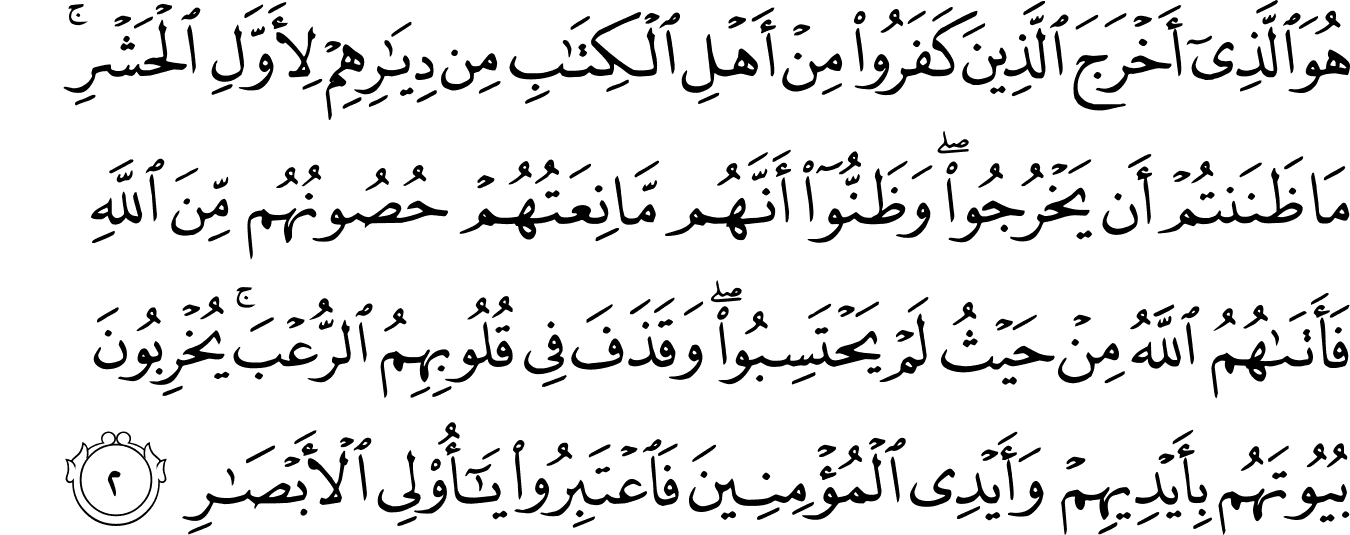 هُوَ ٱلَّذِىٓ أَخْرَجَ ٱلَّذِينَ كَفَرُوا۟ مِنْ أَهْلِ ٱلْكِتَـٰبِ مِن دِيَـٰرِهِمْ لِأَوَّلِ ٱلْحَشْرِ ۚ
مَا ظَنَنتُمْ أَن يَخْرُجُوا۟ ۖ وَظَنُّوٓا۟ أَنَّهُم مَّانِعَتُهُمْ حُصُونُهُم مِّنَ ٱللَّهِ
فَأَتَىٰهُمُ ٱللَّهُ مِنْ حَيْثُ لَمْ يَحْتَسِبُوا۟ ۖ وَقَذَفَ فِى قُلُوبِهِمُ ٱلرُّعْبَ ۚ يُخْرِبُونَ
بُيُوتَهُم بِأَيْدِيهِمْ وَأَيْدِى ٱلْمُؤْمِنِينَ فَٱعْتَبِرُوا۟ يَـٰٓأُو۟لِى ٱلْأَبْصَـٰرِ ٢